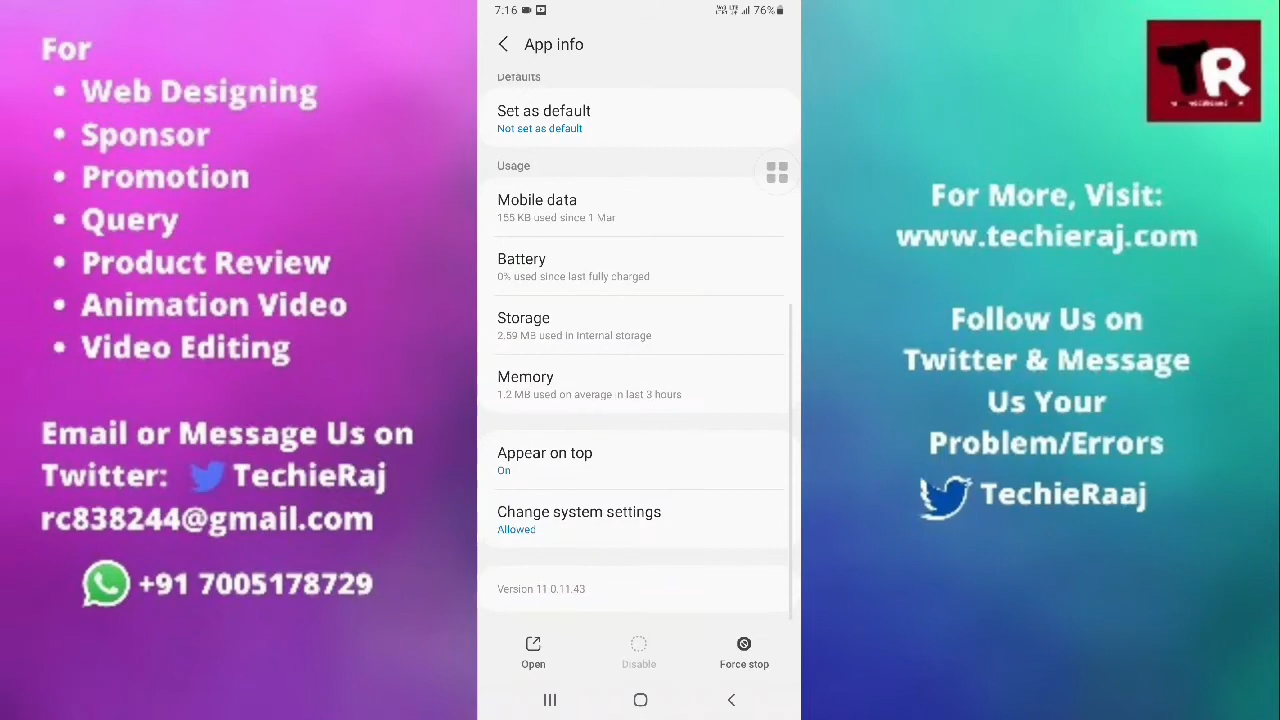 For
• Web Designing
• Sponsor
• Promotion
• Query
• Product Review
• Animation Video
• Video Editing
Email or Message Us on
Twitter: TechieRaj
rc838244@gmail.com
+91 7005178729
7:16
76%
App info
Defaults
Set as default
Not set as default
Usage
Mobile data
155 KB used since 1 Mar
Battery
0% used since last fully charged
Storage
2.59 MB used in Internal storage
Memory
1.2 MB used on average in last 3 hours
Appear on top
On
Change system settings
Allowed
Version 11.0.11.43
Open
Disable
Force stop
TR
For More, Visit:
www.techieraj.com
Follow Us on
Twitter & Message
Us Your
Problem/Errors
TechieRaaj